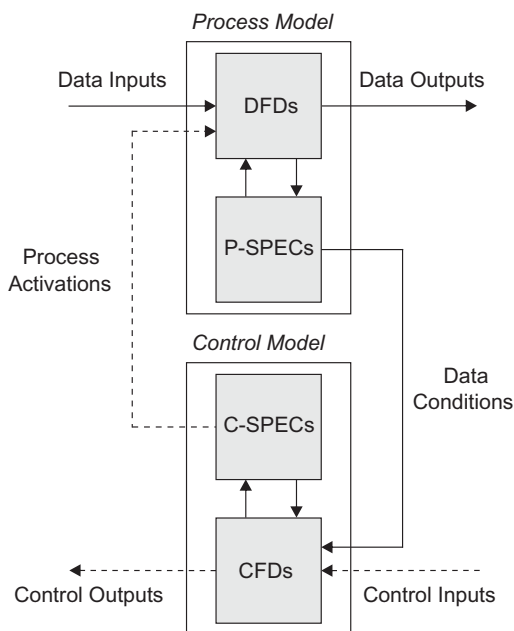 Process Model
Data Inputs
Data Outputs
DFDs
P-SPECs
Process
Activations
Control Model
Data
Conditions
C-SPECs
CFDs
Control Outputs
Control Inputs